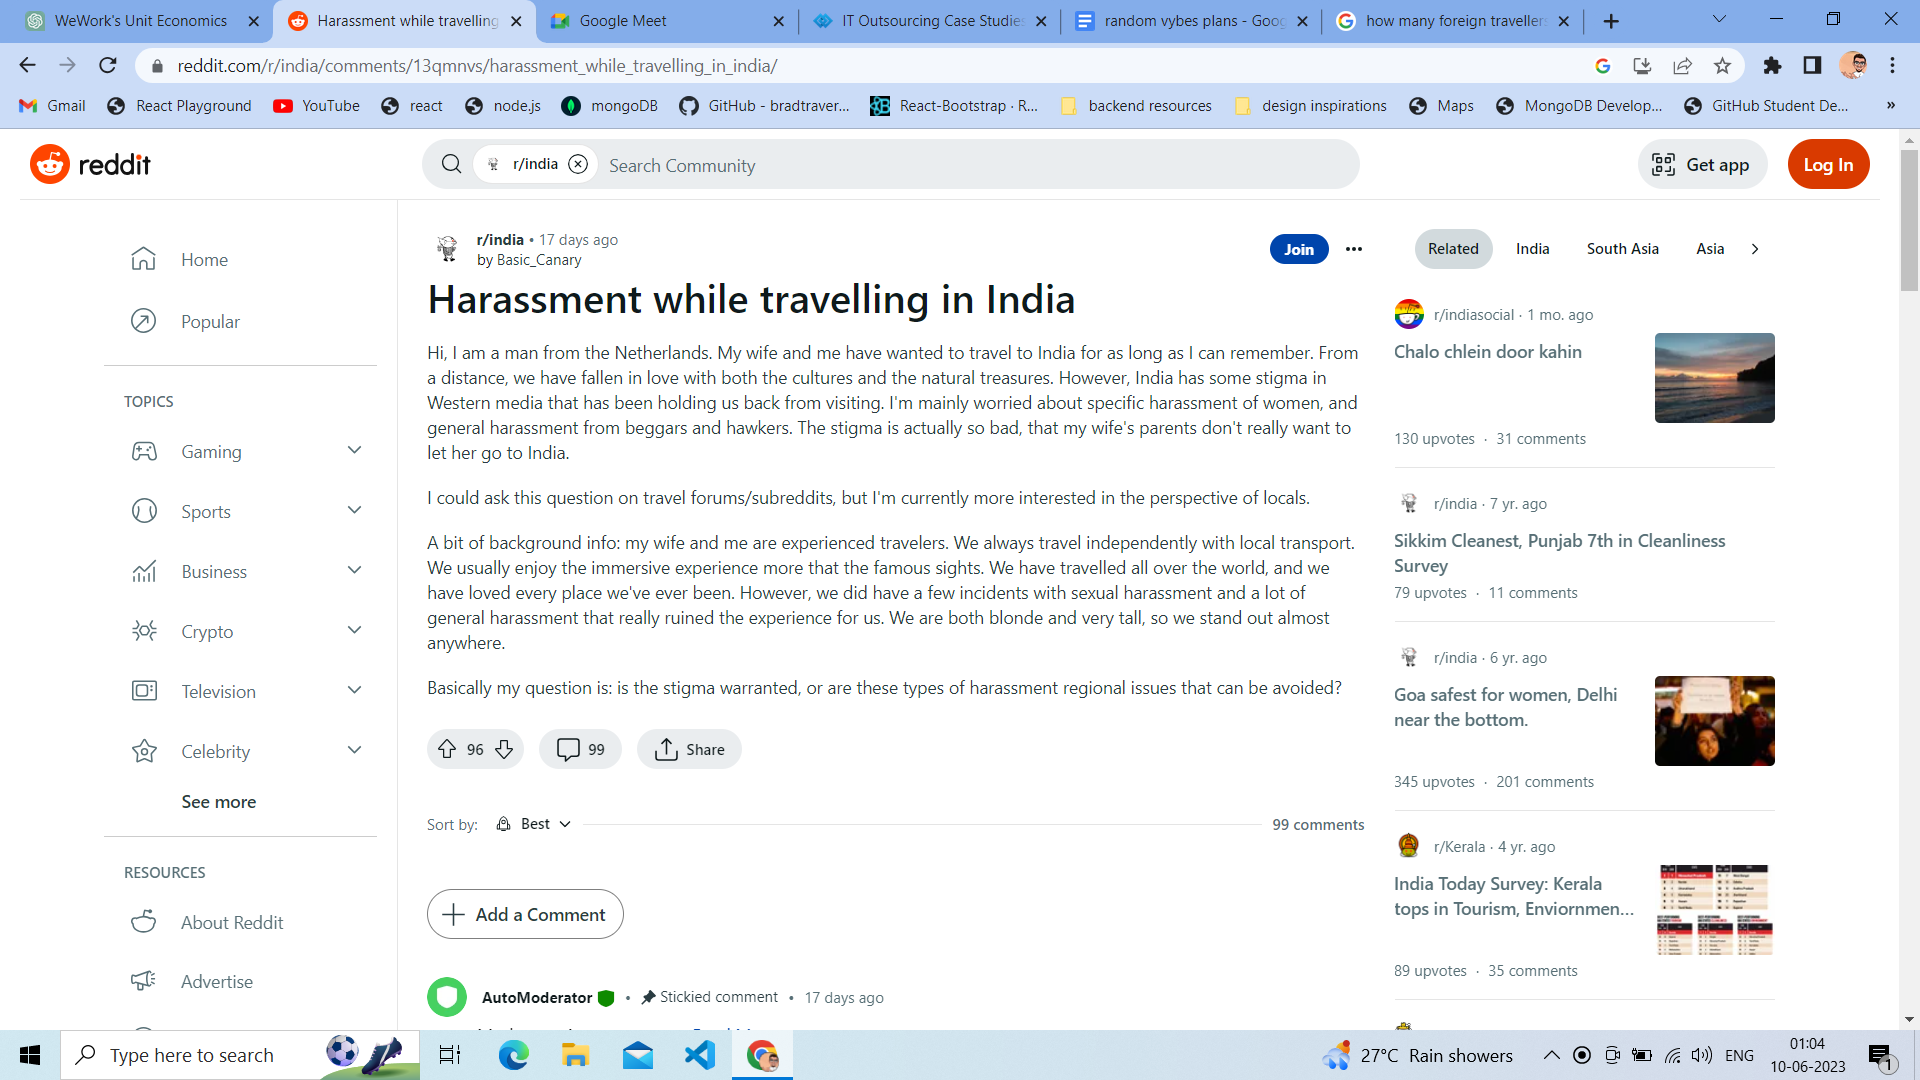 WeWork's Unit Economics
Harassment while travelling
Google Meet
IT Outsourcing Case Studies
random vybes plans - Goog
how many foreign traveller
reddit.com/r/india/comments/13qmnvs/harassment_while_travelling_in_india/
Gmail
React Playground
YouTube
react
node.js
mongoDB
GitHub - bradtraver...
React-Bootstrap · R...
backend resources
design inspirations
Maps
MongoDB Develop...
GitHub Student De...
»
reddit
r/india
Search Community
Get app
Log In
Home
Popular
TOPICS
Gaming
Sports
Business
Crypto
Television
Celebrity
See more
RESOURCES
About Reddit
Advertise
r/india • 17 days ago
by Basic_Canary
Join
Harassment while travelling in India
Hi, I am a man from the Netherlands. My wife and me have wanted to travel to India for as long as I can remember. From
a distance, we have fallen in love with both the cultures and the natural treasures. However, India has some stigma in
Western media that has been holding us back from visiting. I'm mainly worried about specific harassment of women, and
general harassment from beggars and hawkers. The stigma is actually so bad, that my wife's parents don't really want to
let her go to India.
I could ask this question on travel forums/subreddits, but I'm currently more interested in the perspective of locals.
A bit of background info: my wife and me are experienced travelers. We always travel independently with local transport.
We usually enjoy the immersive experience more that the famous sights. We have travelled all over the world, and we
have loved every place we've ever been. However, we did have a few incidents with sexual harassment and a lot of
general harassment that really ruined the experience for us. We are both blonde and very tall, so we stand out almost
anywhere.
Basically my question is: is the stigma warranted, or are these types of harassment regional issues that can be avoided?
96
99
Share
Sort by:
Best
99 comments
Add a Comment
AutoModerator • Stickied comment • 17 days ago
Related
India
South Asia
Asia
r/indiasocial · 1 mo. ago
Chalo chlein door kahin
130 upvotes · 31 comments
r/india · 7 yr. ago
Sikkim Cleanest, Punjab 7th in Cleanliness
Survey
79 upvotes · 11 comments
r/india · 6 yr. ago
Goa safest for women, Delhi
near the bottom.
345 upvotes · 201 comments
r/Kerala · 4 yr. ago
India Today Survey: Kerala
tops in Tourism, Enviornmen...
89 upvotes · 35 comments
Type here to search
27°C Rain showers
ENG
01:04
10-06-2023
1